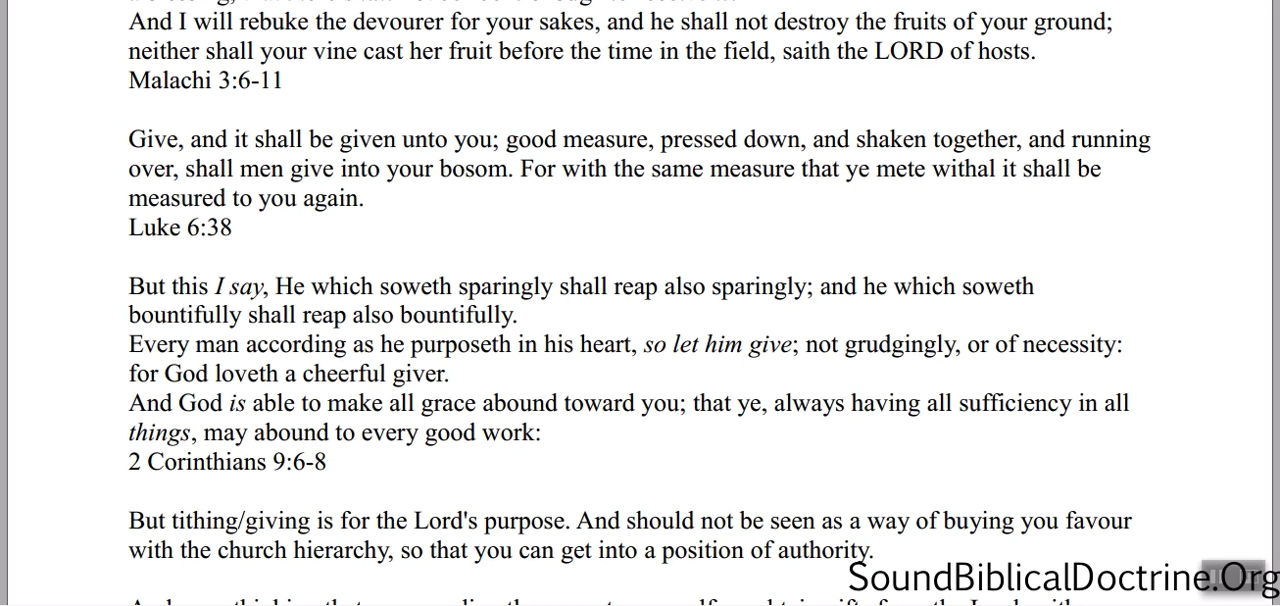 And I will rebuke the devourer for your sakes, and he shall not destroy the fruits of your ground;
neither shall your vine cast her fruit before the time in the field, saith the LORD of hosts.
Malachi 3:6-11
Give, and it shall be given unto you; good measure, pressed down, and shaken together, and running
over, shall men give into your bosom. For with the same measure that ye mete withal it shall be
measured to you again.
Luke 6:38
But this I say, He which soweth sparingly shall reap also sparingly; and he which soweth
bountifully shall reap also bountifully.
Every man according as he purposeth in his heart, so let him give; not grudgingly, or of necessity:
for God loveth a cheerful giver.
And God is able to make all grace abound toward you; that ye, always having all sufficiency in all
things, may abound to every good work:
2 Corinthians 9:6-8
But tithing/giving is for the Lord's purpose. And should not be seen as a way of buying you favour
with the church hierarchy, so that you can get into a position of authority.
SoundBiblicalDoctrine.Org